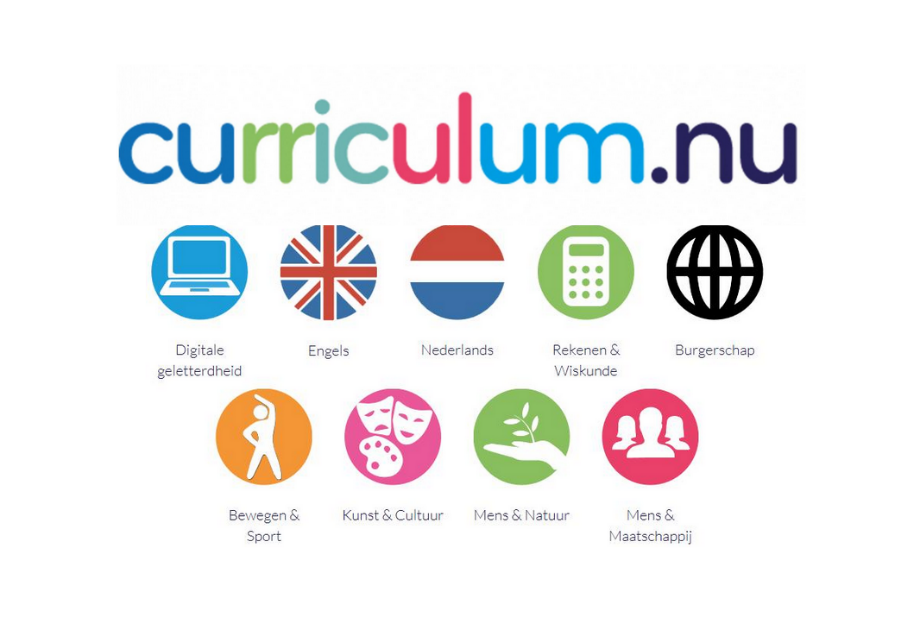 curriculum.nu
Digitale
geletterdheid
Engels
Nederlands
Rekenen &
Wiskunde
Burgerschap
Bewegen &
Sport
Kunst & Cultuur
Mens & Natuur
Mens &
Maatschappij